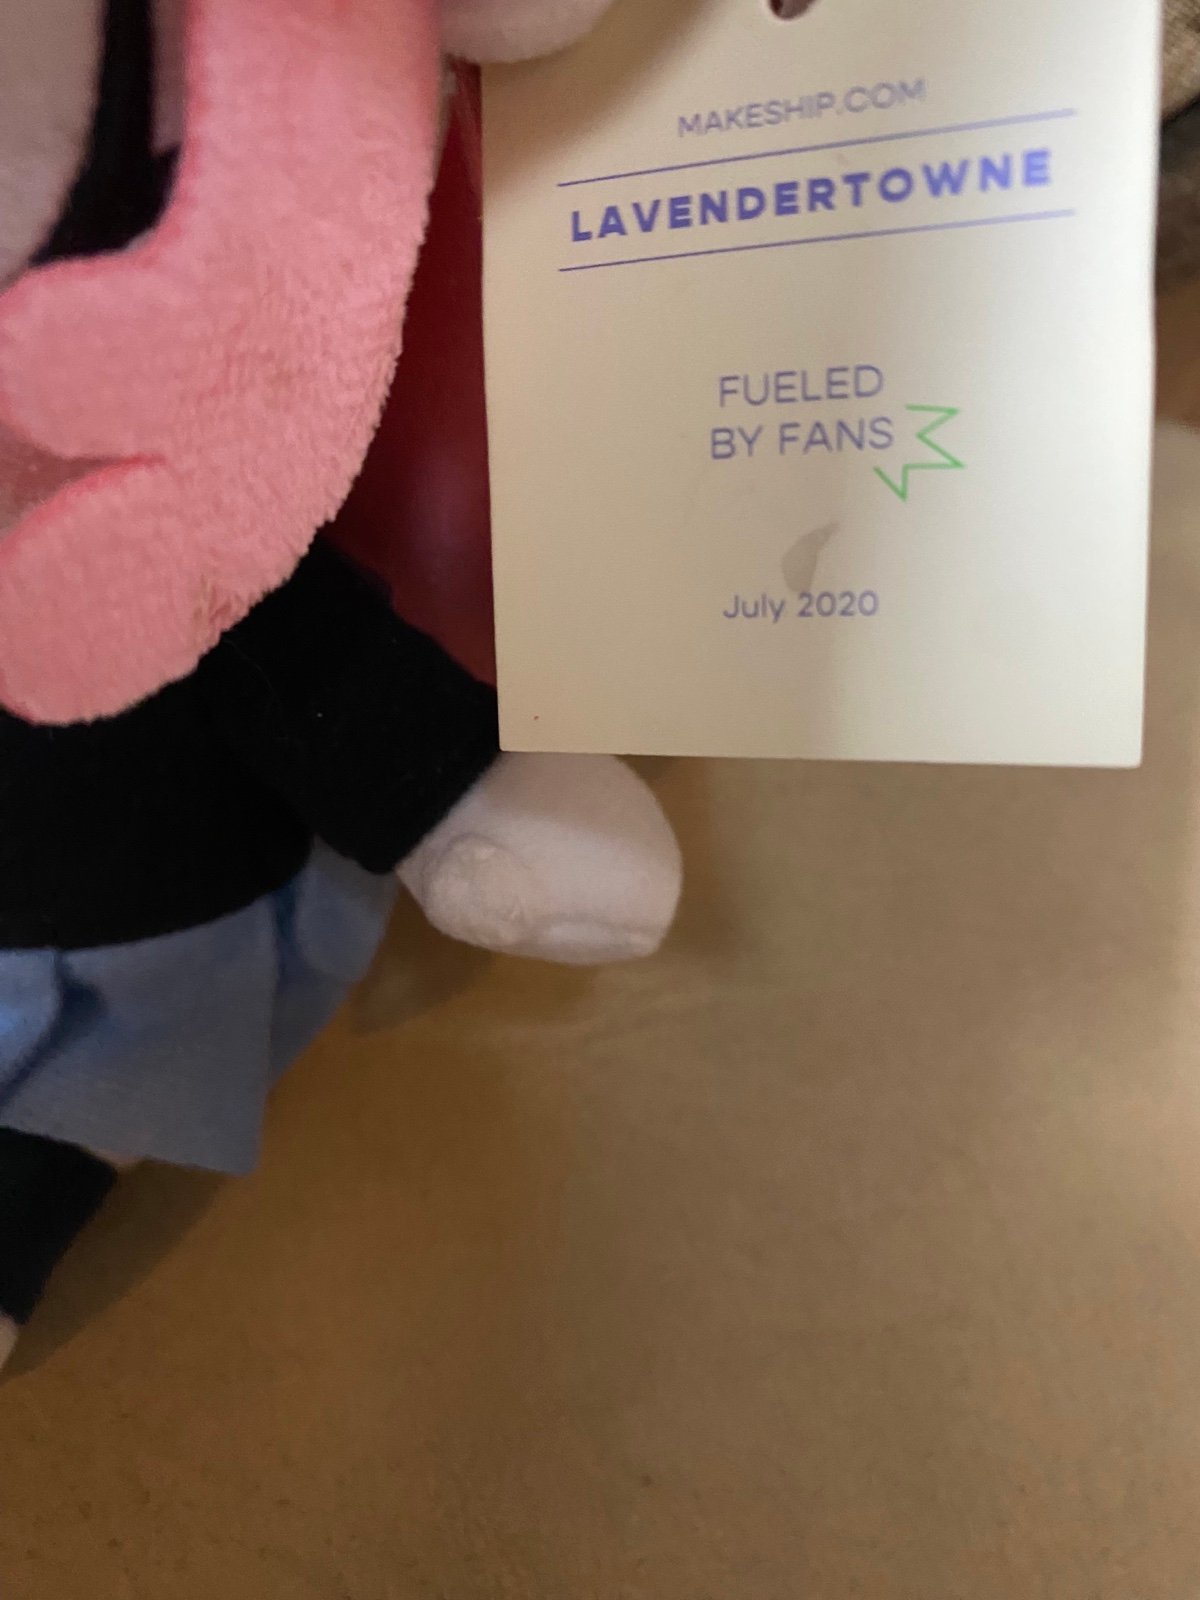 MAKESHIP.COM
LAVENDERTOWNE
FUELED
BY FANS
July 2020